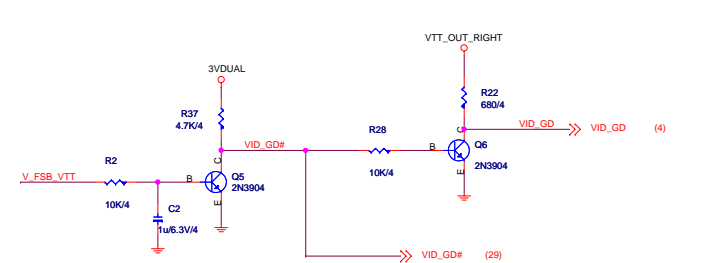 VTT_OUT_RIGHT
3VDUAL
R22
680/4
R37
4.7K/4
C
VID_GD
VID_GD
(4)
R28
VID_GD#
B
Q6
2N3904
10K/4
E
R2
C
V_FSB_VTT
B
Q5
2N3904
10K/4
E
C2
1u/6.3V/4
VID_GD#
(29)